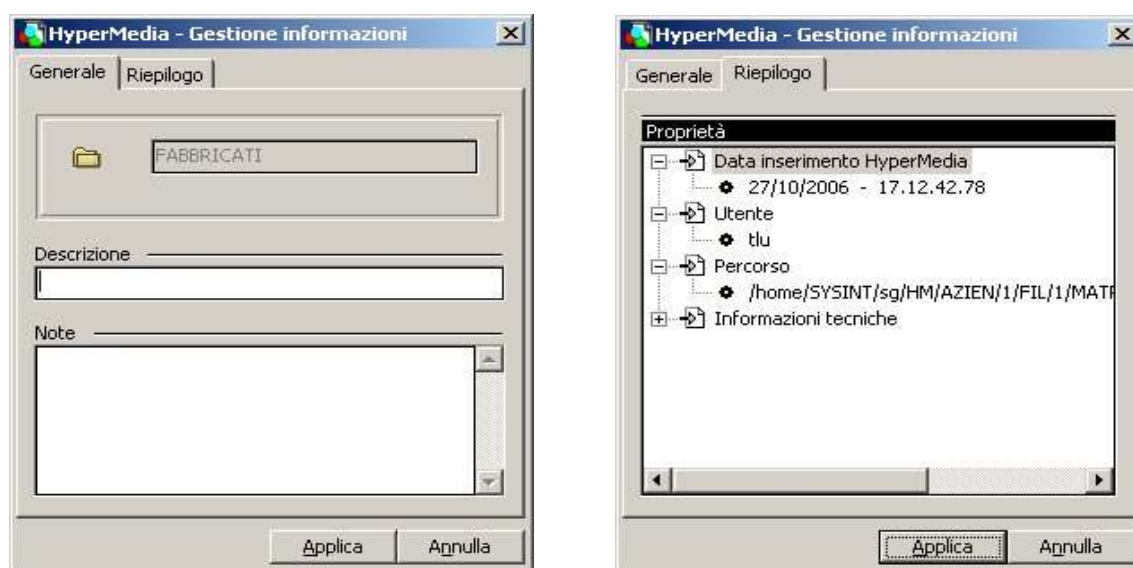 HyperMedia - Gestione informazioni
Generale
Riepilogo
FABBRICATI
Descrizione
Note
Applica
Annulla
HyperMedia - Gestione informazioni
Generale
Riepilogo
Proprietà
Data inserimento HyperMedia
27/10/2006 - 17.12.42.78
Utente
tlu
Percorso
/home/SYSINT/sg/HM/AZIEN/1/FIL/1/MATR
Informazioni tecniche
Applica
Annulla